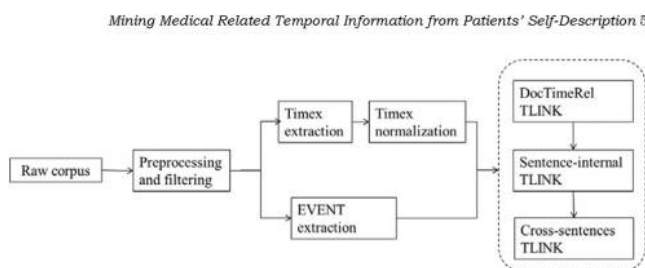 Mining Medical Related Temporal Information from Patients' Self-Description 5
Raw corpus
Preprocessing
and filtering
Timex
extraction
Timex
normalization
EVENT
extraction
DocTimeRel
TLINK
Sentence-internal
TLINK
Cross-sentences
TLINK